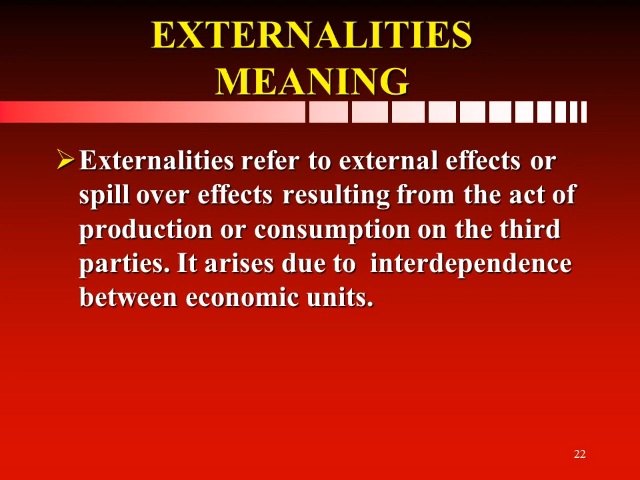 EXTERNALITIES
MEANING
Externalities refer to external effects or
spill over effects resulting from the act of
production or consumption on the third
parties. It arises due to  interdependence
between economic units.
22